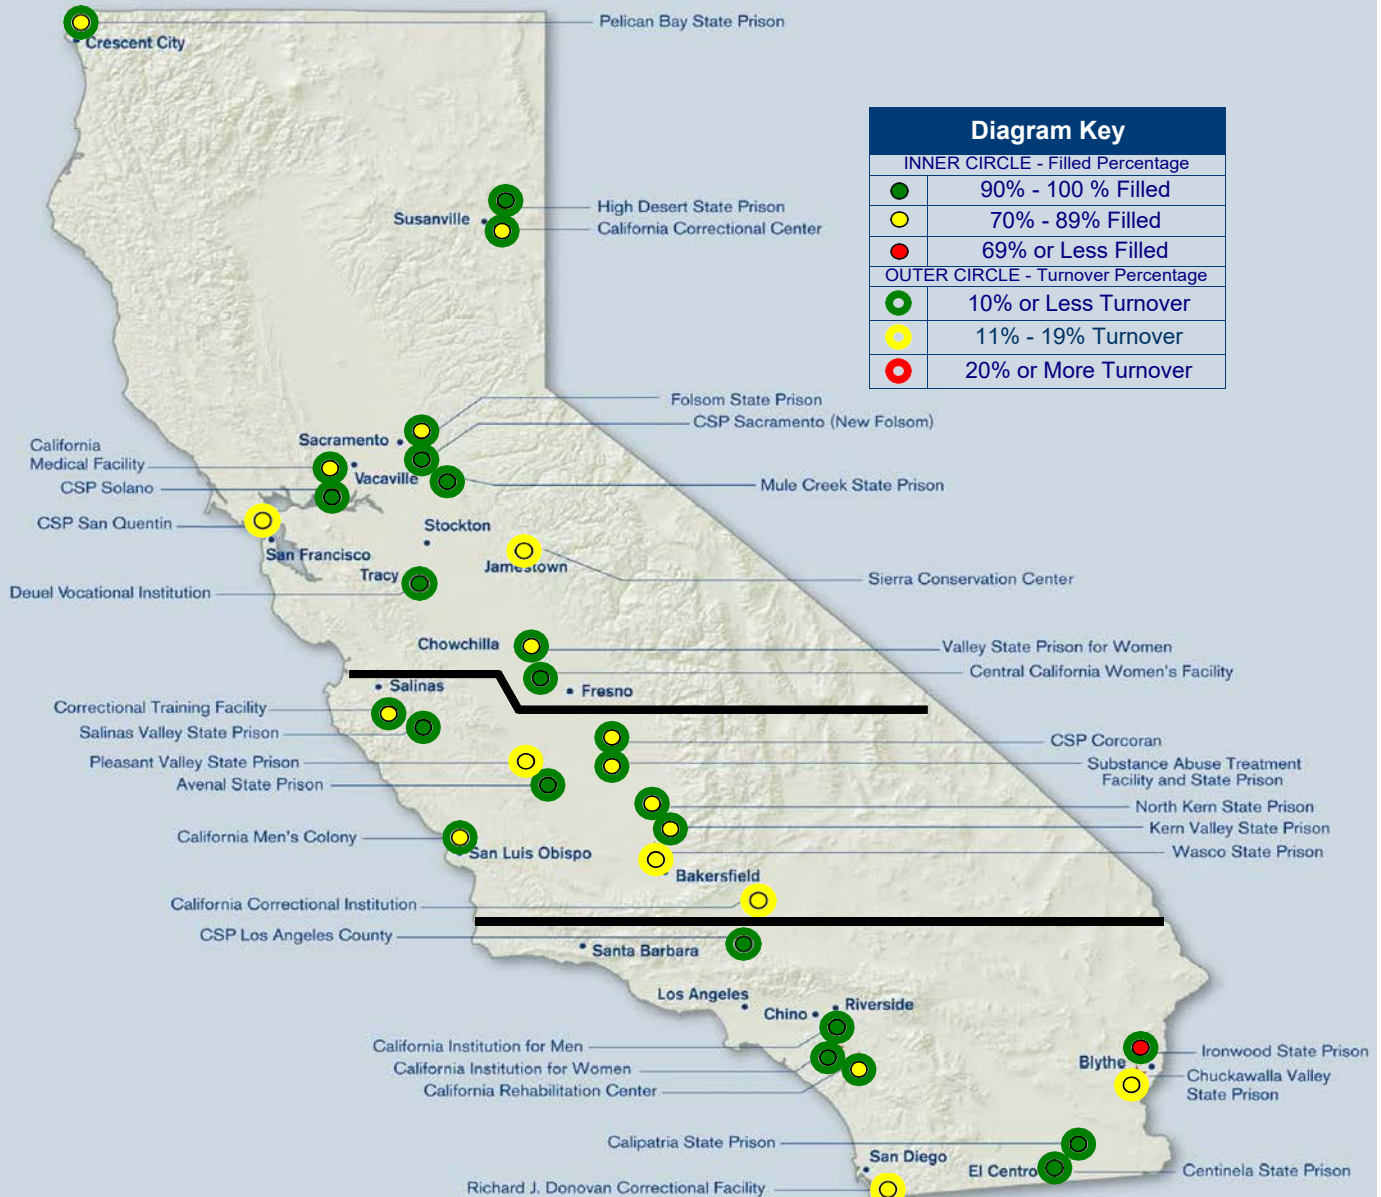 Pelican Bay State Prison
Crescent City
Diagram Key
INNER CIRCLE - Filled Percentage
90% - 100 % Filled
70% - 89% Filled
69% or Less Filled
OUTER CIRCLE - Turnover Percentage
10% or Less Turnover
11% - 19% Turnover
20% or More Turnover
High Desert State Prison
Susanville
California Correctional Center
Folsom State Prison
CSP Sacramento (New Folsom)
Sacramento
California
Medical Facility
Vacaville
CSP Solano
Mule Creek State Prison
CSP San Quentin
Stockton
San Francisco
Jamestown
Tracy
Sierra Conservation Center
Deuel Vocational Institution
Chowchilla
Valley State Prison for Women
Central California Women's Facility
Salinas
Fresno
Correctional Training Facility
Salinas Valley State Prison
CSP Corcoran
Pleasant Valley State Prison
Substance Abuse Treatment
Facility and State Prison
Avenal State Prison
North Kern State Prison
Kern Valley State Prison
California Men's Colony
San Luis Obispo
Wasco State Prison
Bakersfield
California Correctional Institution
CSP Los Angeles County
Santa Barbara
Los Angeles
Riverside
Chino
California Institution for Men
Ironwood State Prison
Blythe
California Institution for Women
Chuckawalla Valley
State Prison
California Rehabilitation Center
Calipatria State Prison
San Diego
El Centro
Centinela State Prison
Richard J. Donovan Correctional Facility